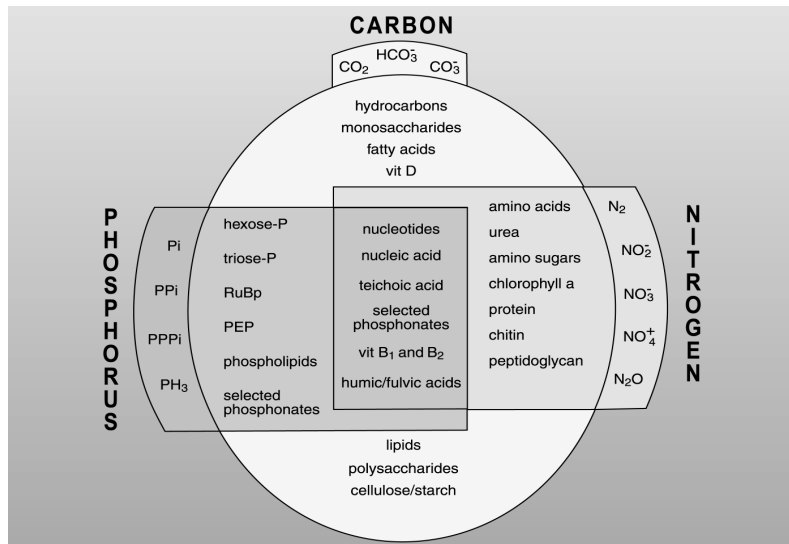 CARBON
CO₂ HCO₃⁻ CO₃⁻
hydrocarbons
monosaccharides
fatty acids
vit D
PHOSPHORUS
Pi
PPi
PPPi
PH₃
hexose-P
triose-P
RuBp
PEP
phospholipids
selected
phosphonates
nucleotides
nucleic acid
teichoic acid
selected
phosphonates
vit B₁ and B₂
humic/fulvic acids
amino acids
urea
amino sugars
chlorophyll a
protein
chitin
peptidoglycan
N₂
NO₂⁻
NO₃⁻
NO₄⁺
N₂O
NITROGEN
lipids
polysaccharides
cellulose/starch